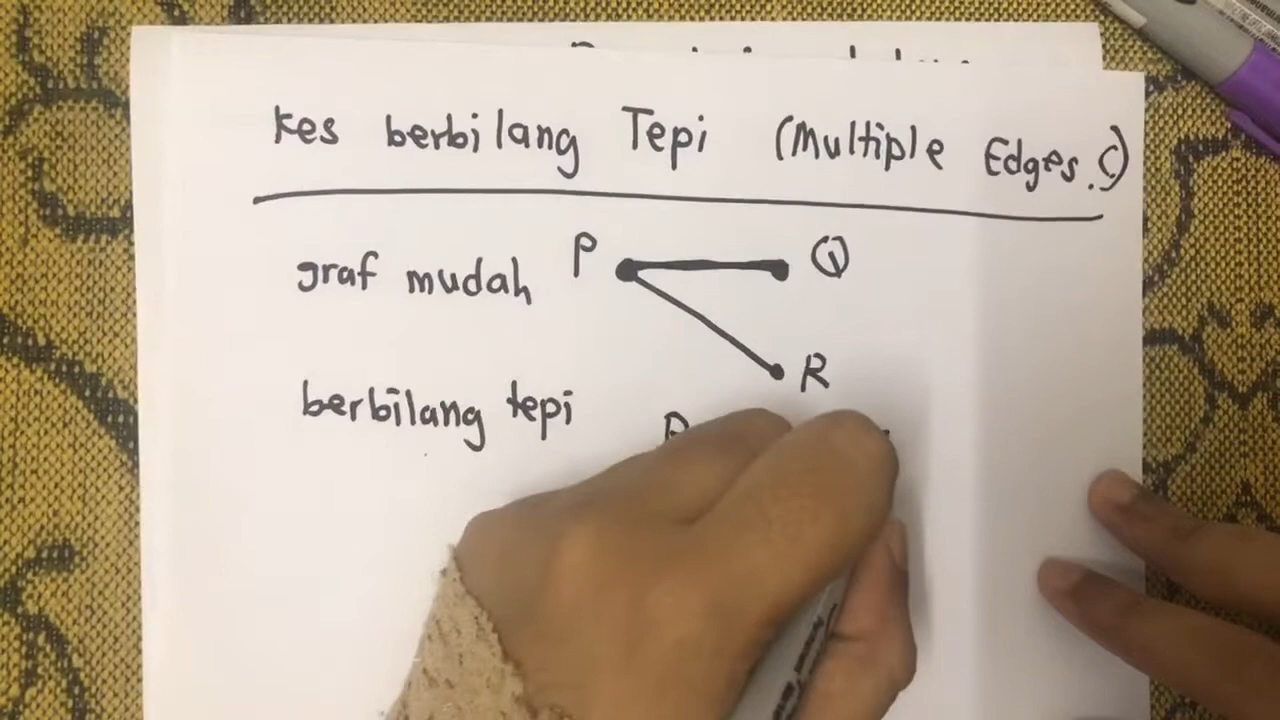 kes berbilang Tepi (Multiple Edges.c)
graf mudah P Q
R
berbilang tepi P